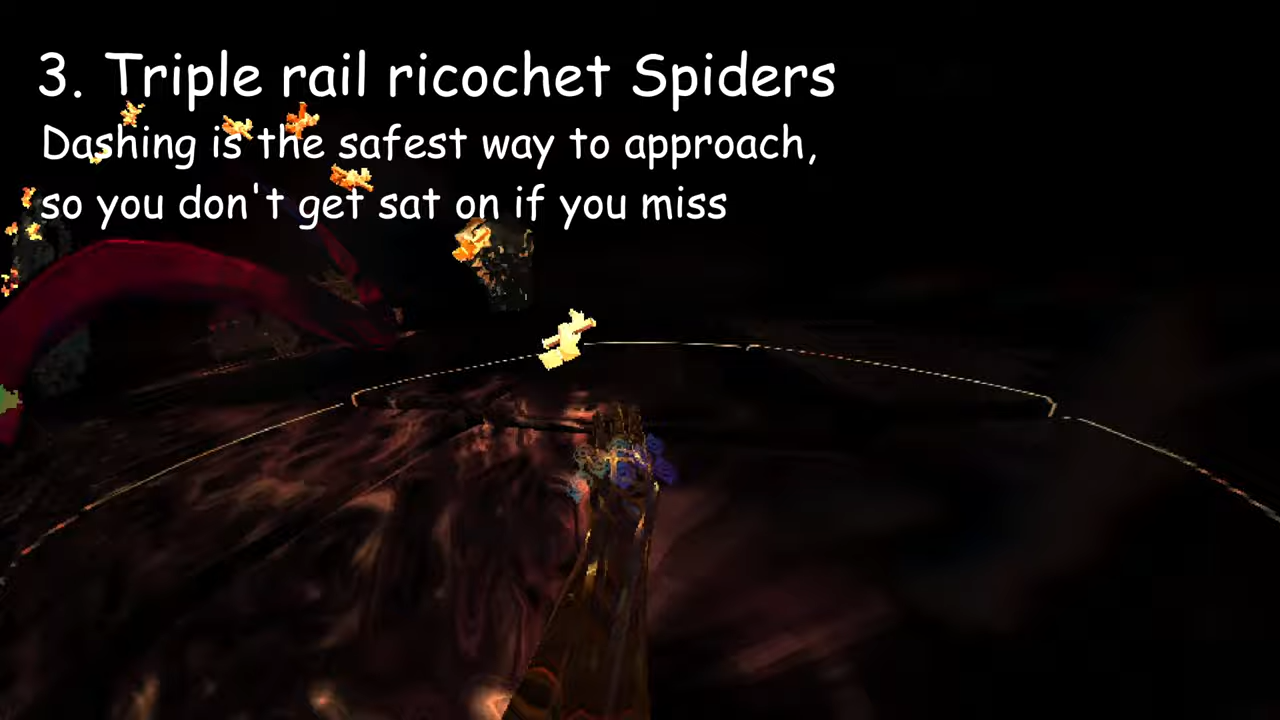 3. Triple rail ricochet Spiders
Dashing is the safest way to approach,
so you don't get sat on if you miss